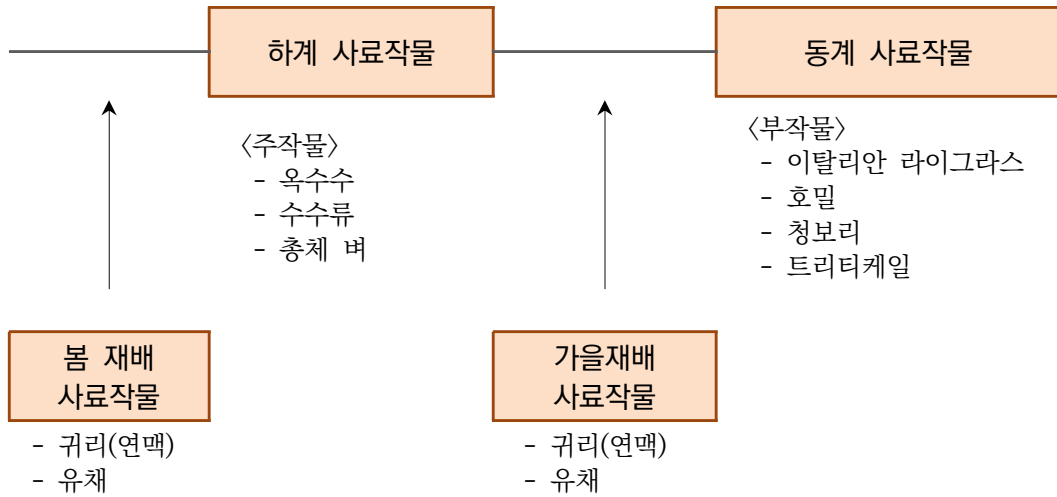 하계 사료작물
동계 사료작물
〈주작물〉
- 옥수수
- 수수류
- 총체 벼
〈부작물〉
- 이탈리안 라이그라스
- 호밀
- 청보리
- 트리티케일
봄 재배
사료작물
- 귀리(연맥)
- 유채
가을재배
사료작물
- 귀리(연맥)
- 유채